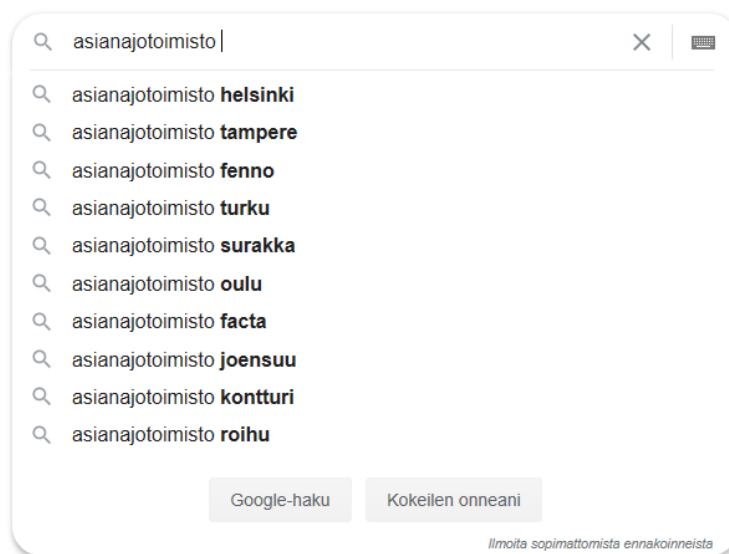 asianajotoimisto
asianajotoimisto helsinki
asianajotoimisto tampere
asianajotoimisto fenno
asianajotoimisto turku
asianajotoimisto surakka
asianajotoimisto oulu
asianajotoimisto facta
asianajotoimisto joensuu
asianajotoimisto kontturi
asianajotoimisto roihu
Google-haku Kokeilen onneani
Ilmoita sopimattomista ennakoinneista